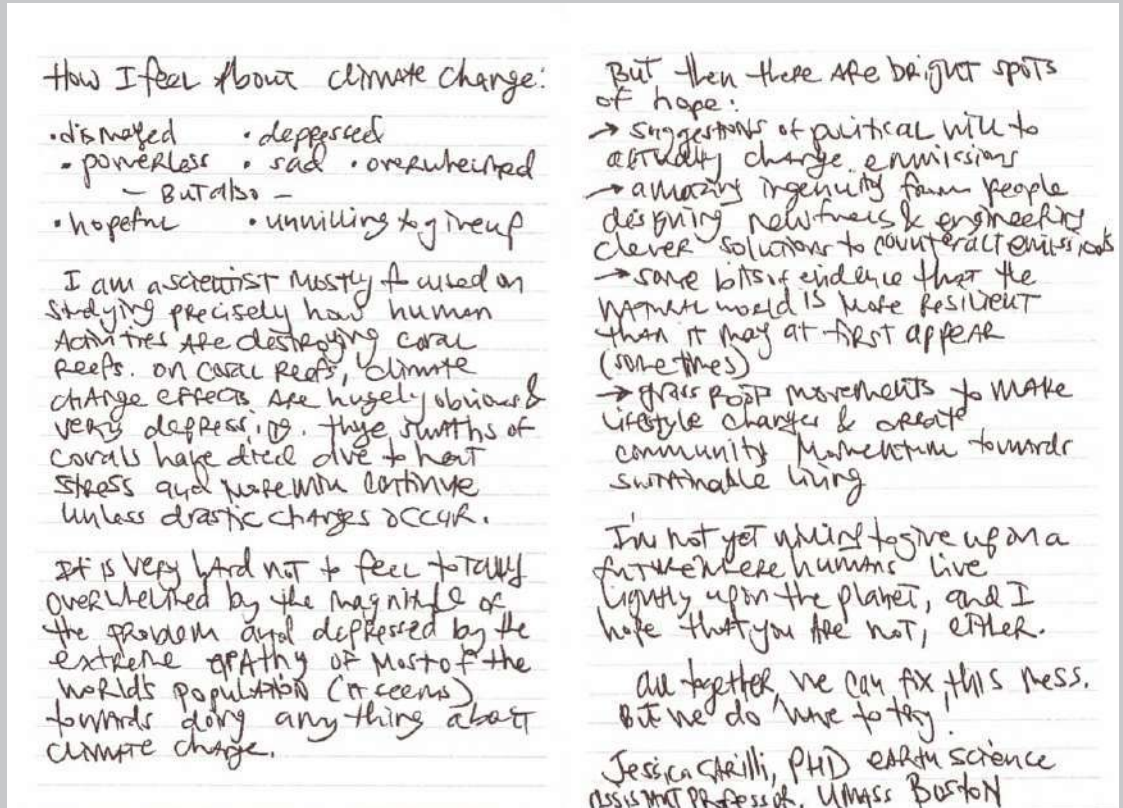 How I feel About climate change:
• dismayed • depressed
• powerless • sad • overwhelmed
– But also –
• hopeful • unwilling to give up
I am a scientist mostly focused on
studying precisely how human
Activities are destroying coral
Reefs. On coral reefs, climate
change effects are hugely obvious &
very depressing. Huge swaths of
corals have died due to heat
stress and more will continue
unless drastic changes occur.
It is very hard not to feel totally
overwhelmed by the magnitude of
the problem and depressed by the
extreme apathy of most of the
world's population (it seems)
towards doing anything about
climate change.
But then there are bright spots
of hope:
→ suggestions of political will to
actually change emmissions
→ amazing ingenuity from people
designing new & engineering
clever solutions to counteract emissions
→ some bits of evidence that the
natural world is more resilient
than it may at first appear
(sometimes)
→ grass roots movements to make
lifestyle changes & create
community momentum towards
sustainable living
I'm not yet willing to give up on a
future where humans live
lightly upon the planet, and I
hope that you are not, either.
All together, we can fix this mess.
But we do have to try.
Jessica Carilli, PHD earth science
assistant professor, UMASS Boston